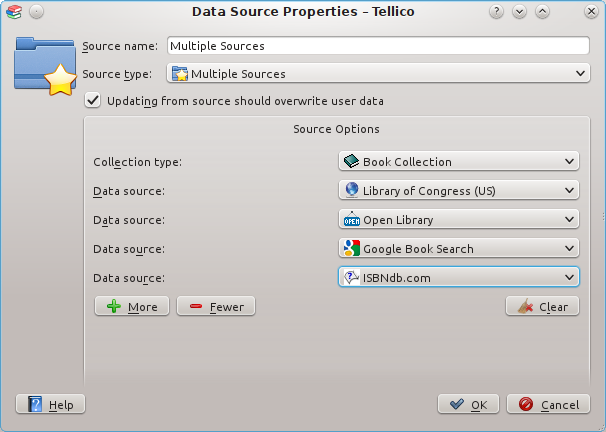 Data Source Properties – Tellico
Source name: Multiple Sources
Source type: Multiple Sources
Updating from source should overwrite user data
Source Options
Collection type: Book Collection
Data source: Library of Congress (US)
Data source: OPEN Open Library
Data source: Google Book Search
Data source: ISBNdb.com
More Fewer Clear
Help OK Cancel